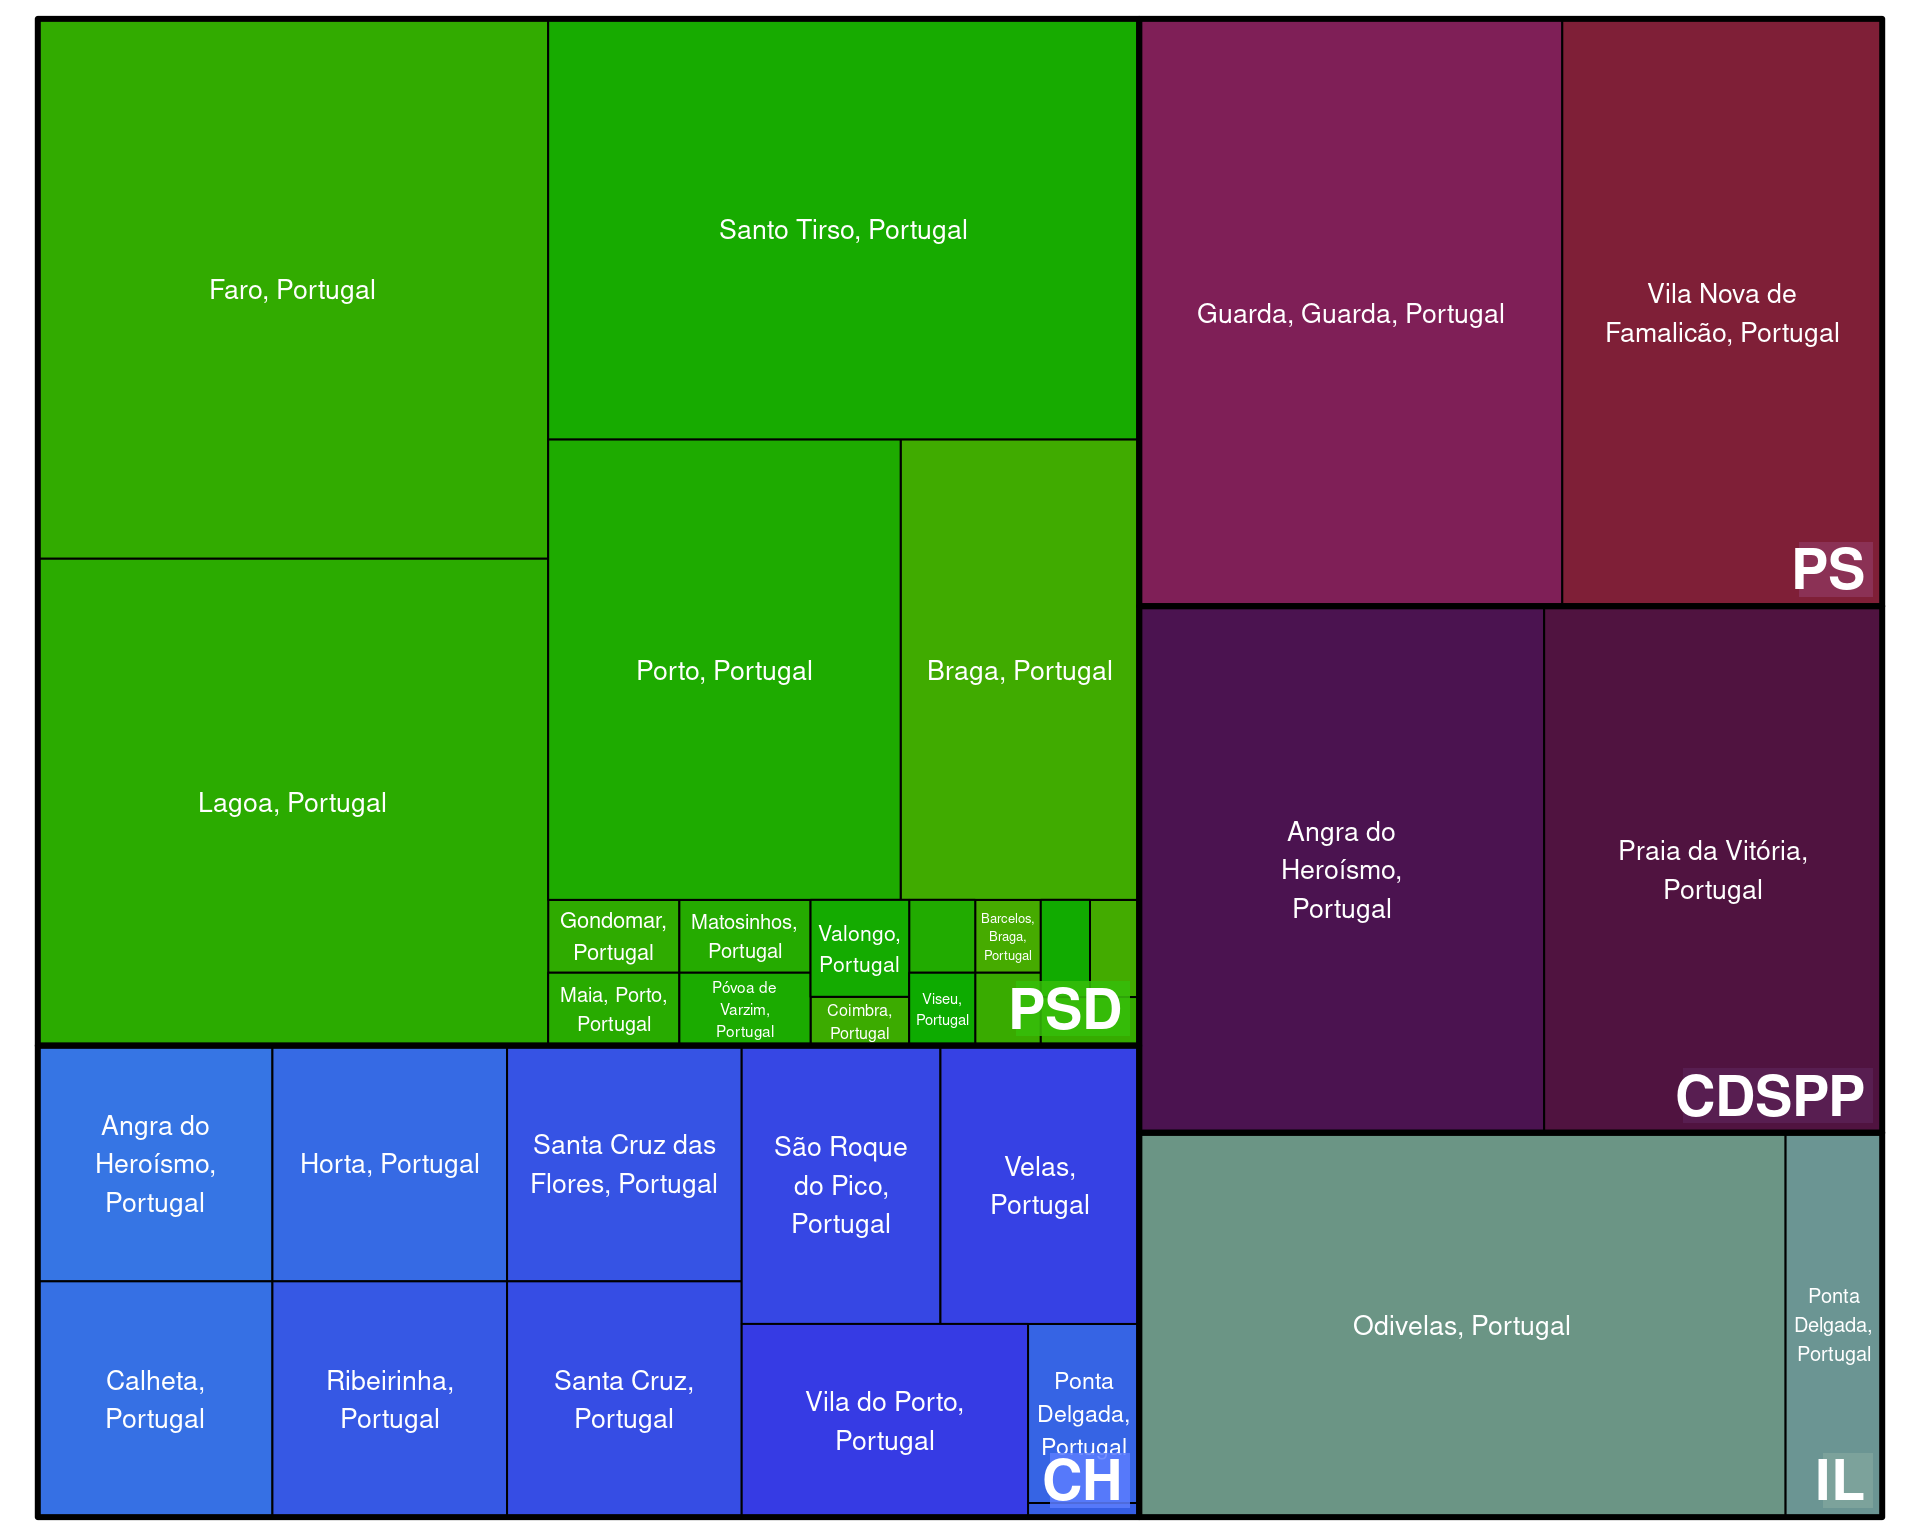 Faro, Portugal
Santo Tirso, Portugal
Lagoa, Portugal
Porto, Portugal
Braga, Portugal
Gondomar,
Portugal
Matosinhos,
Portugal
Valongo,
Portugal
Barcelos,
Braga,
Portugal
Maia, Porto,
Portugal
Póvoa de
Varzim,
Portugal
Coimbra,
Portugal
Viseu,
Portugal
PSD
Guarda, Guarda, Portugal
Vila Nova de
Famalicão, Portugal
PS
Angra do
Heroísmo,
Portugal
Praia da Vitória,
Portugal
CDSPP
Angra do
Heroísmo,
Portugal
Horta, Portugal
Santa Cruz das
Flores, Portugal
São Roque
do Pico,
Portugal
Velas,
Portugal
Calheta,
Portugal
Ribeirinha,
Portugal
Santa Cruz,
Portugal
Vila do Porto,
Portugal
Ponta
Delgada,
Portugal
CH
Odivelas, Portugal
Ponta
Delgada,
Portugal
IL